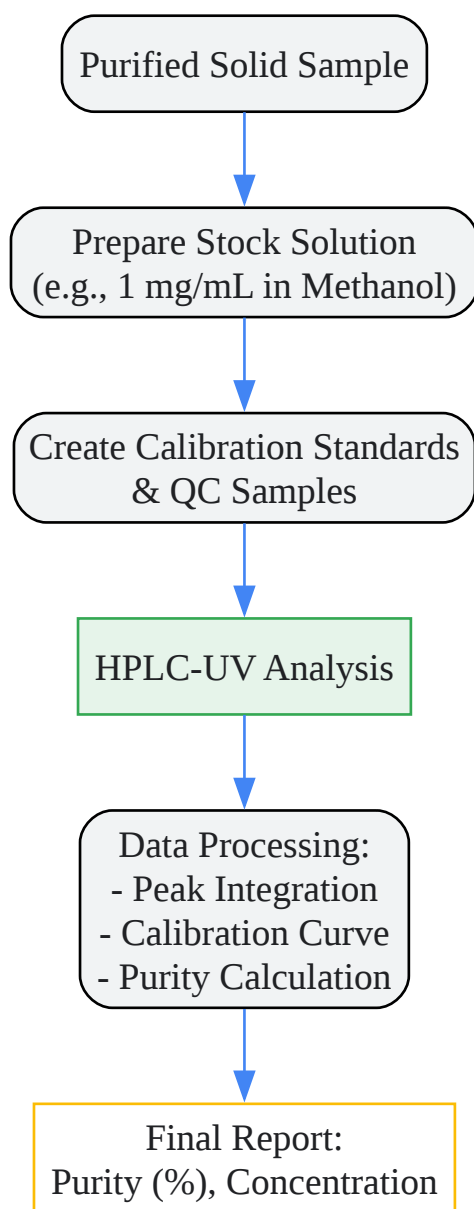 Purified Solid Sample
Prepare Stock Solution
(e.g., 1 mg/mL in Methanol)
Create Calibration Standards
& QC Samples
HPLC-UV Analysis
Data Processing:
- Peak Integration
- Calibration Curve
- Purity Calculation
Final Report:
Purity (%), Concentration